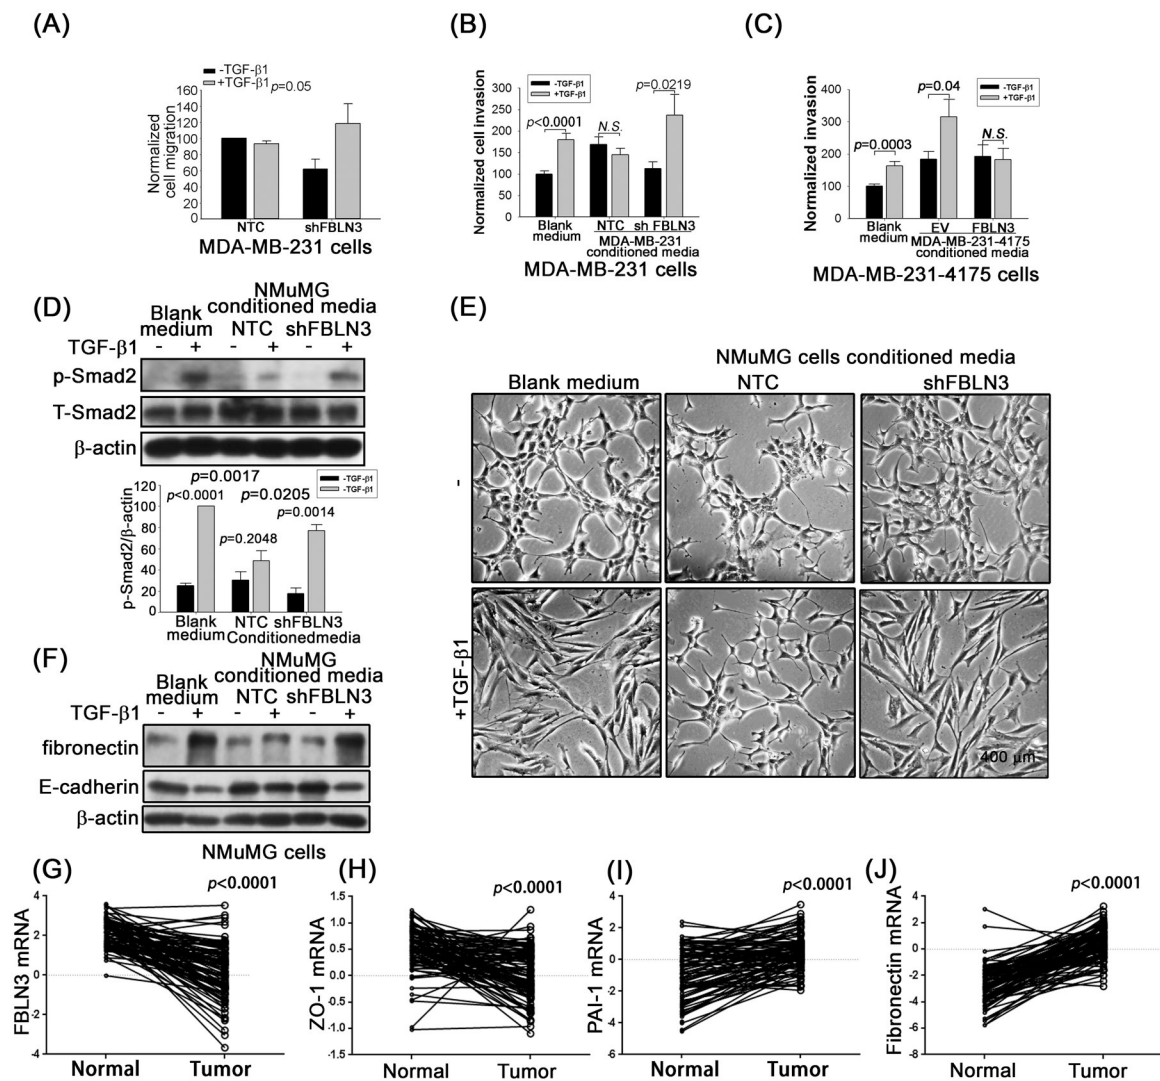 (A)
-TGF-β1
+TGF-β1
p=0.05
160
140
120
100
80
60
40
20
0
Normalized
cell migration
NTC
shFBLN3
MDA-MB-231 cells
(B)
-TGF-β1
+TGF-β1
p=0.0219
p<0.0001
N.S.
300
250
200
150
100
50
0
Normalized cell invasion
Blank
medium
NTC
sh FBLN3
MDA-MB-231
conditioned media
MDA-MB-231 cells
(C)
-TGF-β1
+TGF-β1
p=0.04
p=0.0003
N.S.
400
300
200
100
0
Normalized invasion
Blank
medium
EV
FBLN3
MDA-MB-231-4175
conditioned media
MDA-MB-231-4175 cells
(D)
NMuMG
conditioned media
Blank
medium
NTC
shFBLN3
TGF-β1
- + - + - +
p-Smad2
T-Smad2
β-actin
p=0.0017
-TGF-β1
-TGF-β1
p<0.0001
p=0.0205
p=0.0014
p=0.2048
120
100
80
60
40
20
0
p-Smad2/β-actin
Blank
medium
NTC
shFBLN3
Conditionedmedia
(E)
NMuMG cells conditioned media
Blank medium
NTC
shFBLN3
-
+TGF-β1
400 μm
(F)
NMuMG
conditioned media
Blank
medium
NTC
shFBLN3
TGF-β1
- + - + - +
fibronectin
E-cadherin
β-actin
NMuMG cells
(G)
p<0.0001
4
2
0
-2
-4
FBLN3 mRNA
Normal
Tumor
(H)
p<0.0001
1.5
1.0
0.5
0.0
-0.5
-1.0
-1.5
ZO-1 mRNA
Normal
Tumor
(I)
p<0.0001
4
2
0
-2
-4
-6
PAI-1 mRNA
Normal
Tumor
(J)
p<0.0001
4
2
0
-2
-4
-6
-8
Fibronectin mRNA
Normal
Tumor